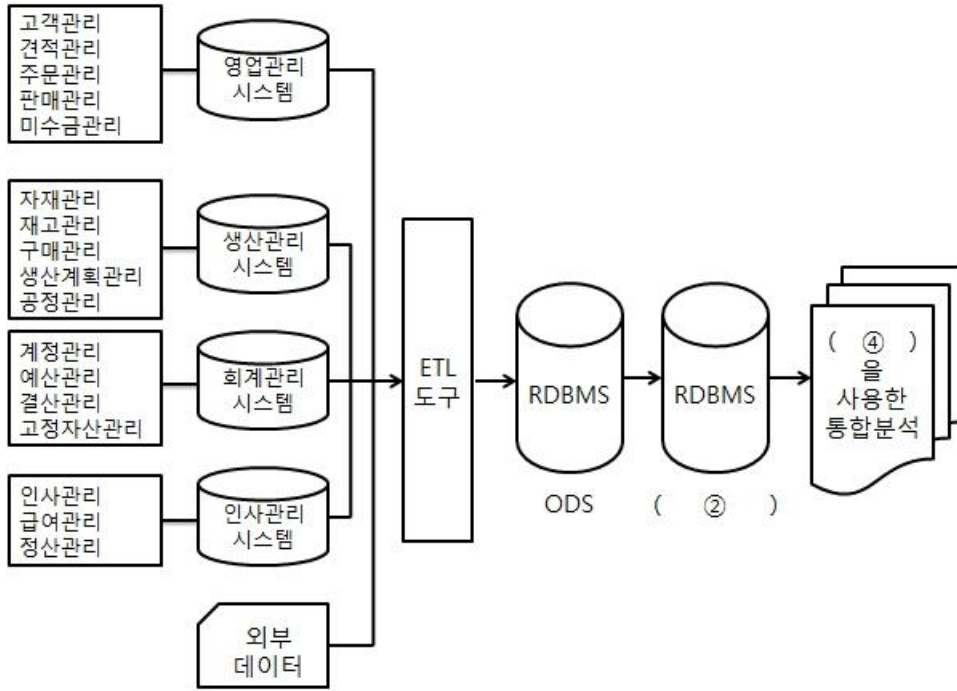 고객관리
견적관리
주문관리
판매관리
미수금관리
영업관리
시스템
자재관리
재고관리
구매관리
생산계획관리
공정관리
생산관리
시스템
계정관리
예산관리
결산관리
고정자산관리
회계관리
시스템
인사관리
급여관리
정산관리
인사관리
시스템
외부
데이터
ETL
도구
RDBMS
ODS
RDBMS
( ② )
( ④ )
을
사용한
통합분석